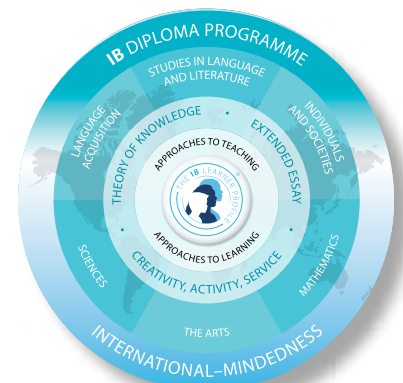 IB DIPLOMA PROGRAMME
STUDIES IN LANGUAGE
AND LITERATURE
LANGUAGE
ACQUISITION
INDIVIDUALS
AND SOCIETIES
THEORY OF KNOWLEDGE
•
EXTENDED ESSAY
APPROACHES TO TEACHING
THE IB LEARNER PROFILE
APPROACHES TO LEARNING
•
CREATIVITY, ACTIVITY, SERVICE
•
SCIENCES
MATHEMATICS
THE ARTS
INTERNATIONAL–MINDEDNESS